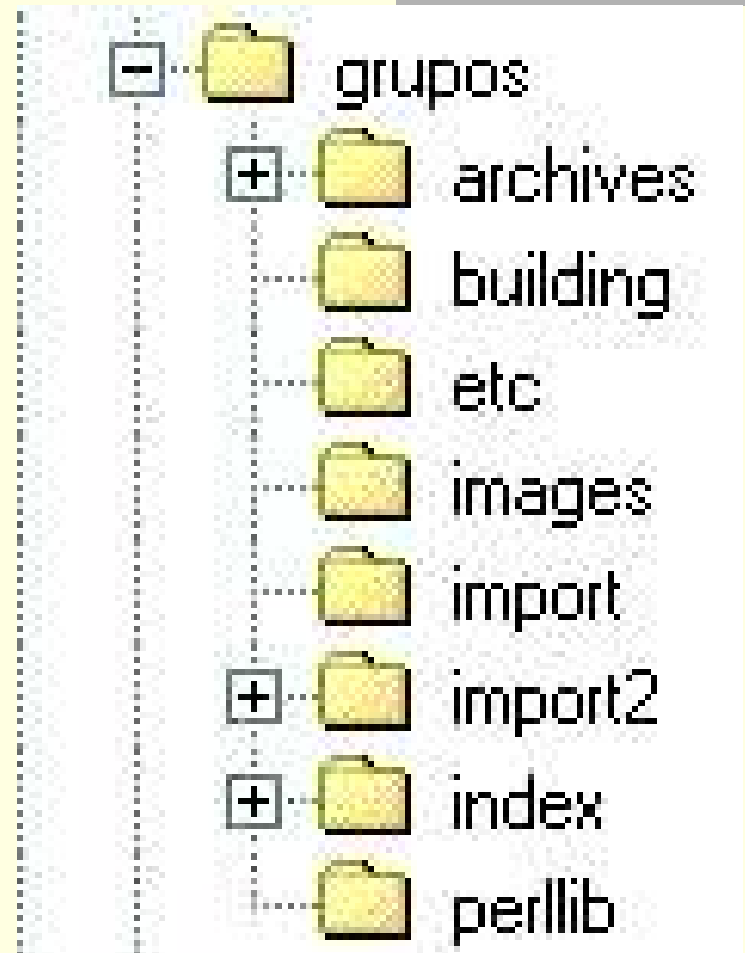 grupos
archives
building
etc
images
import
import2
index
perllib